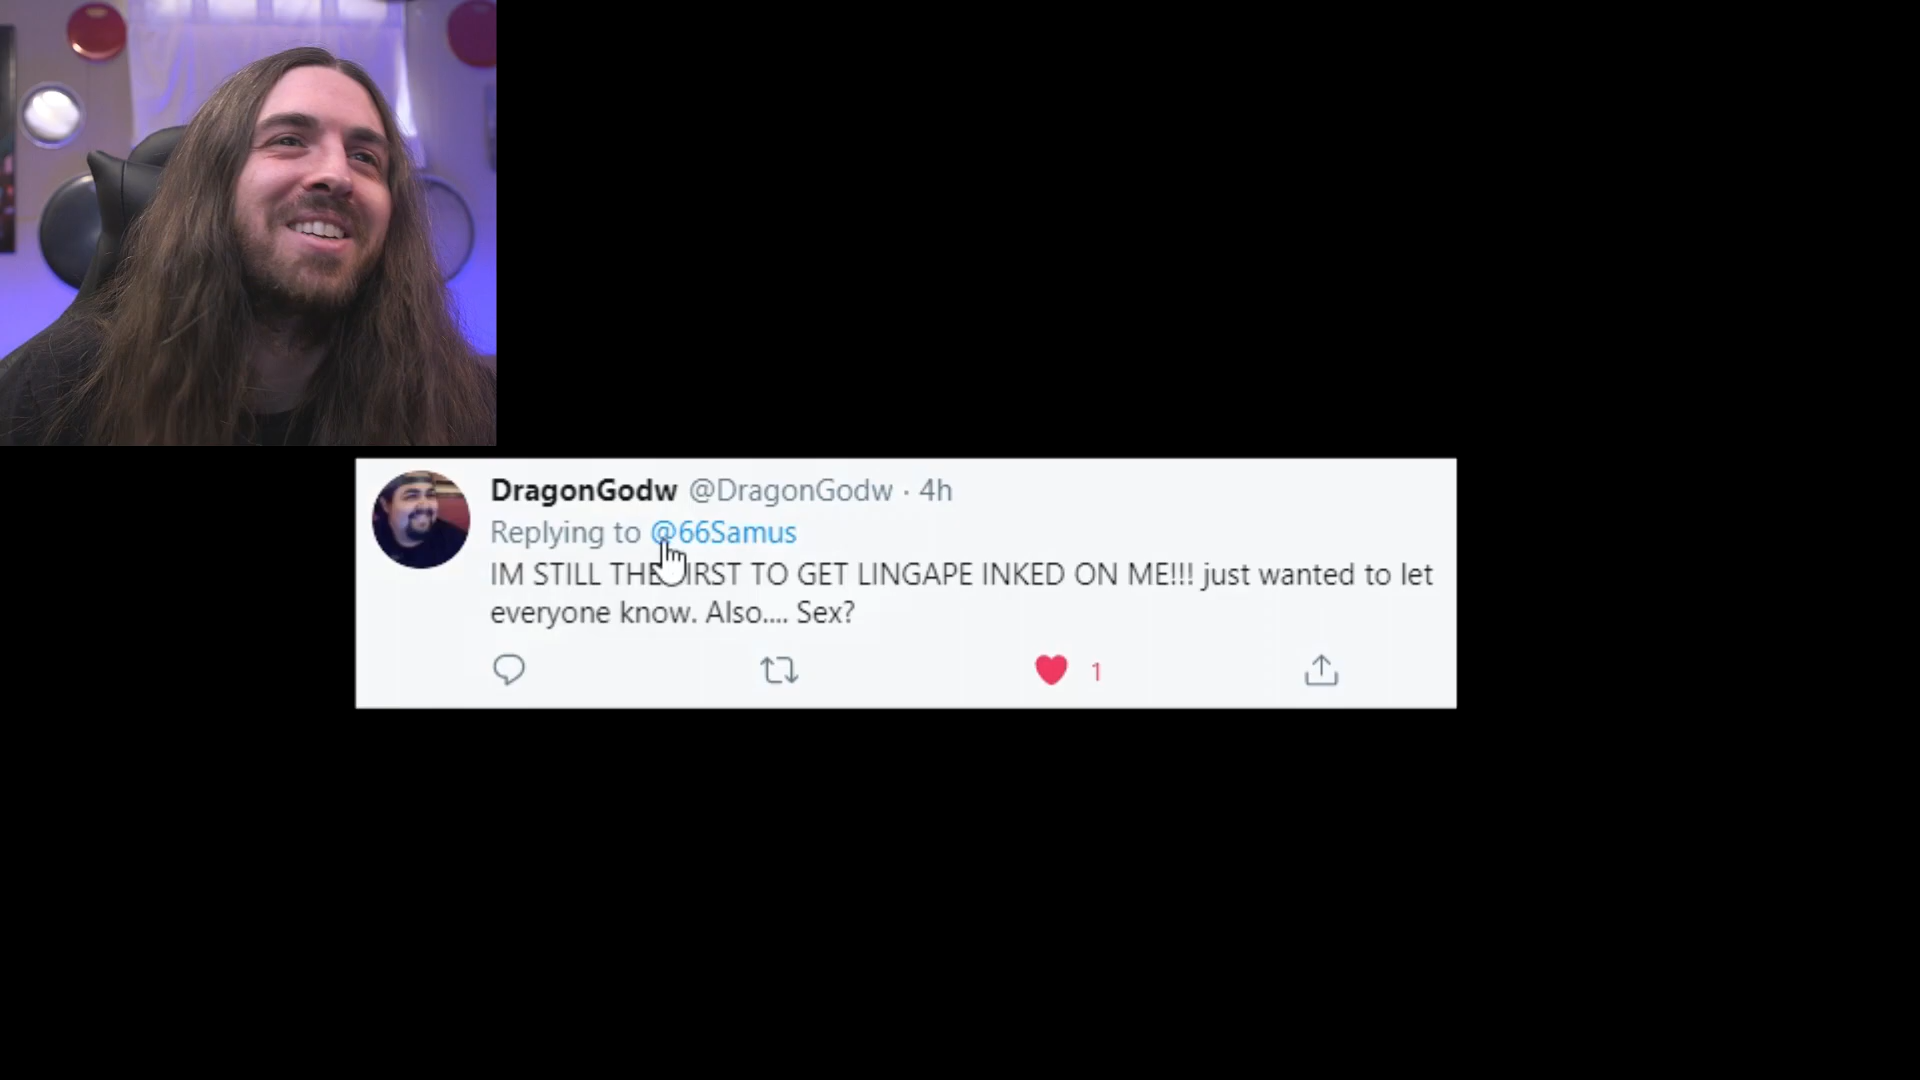 DragonGodw @DragonGodw · 4h
Replying to @66Samus
IM STILL THE FIRST TO GET LINGAPE INKED ON ME!!! just wanted to let
everyone know. Also.... Sex?
1